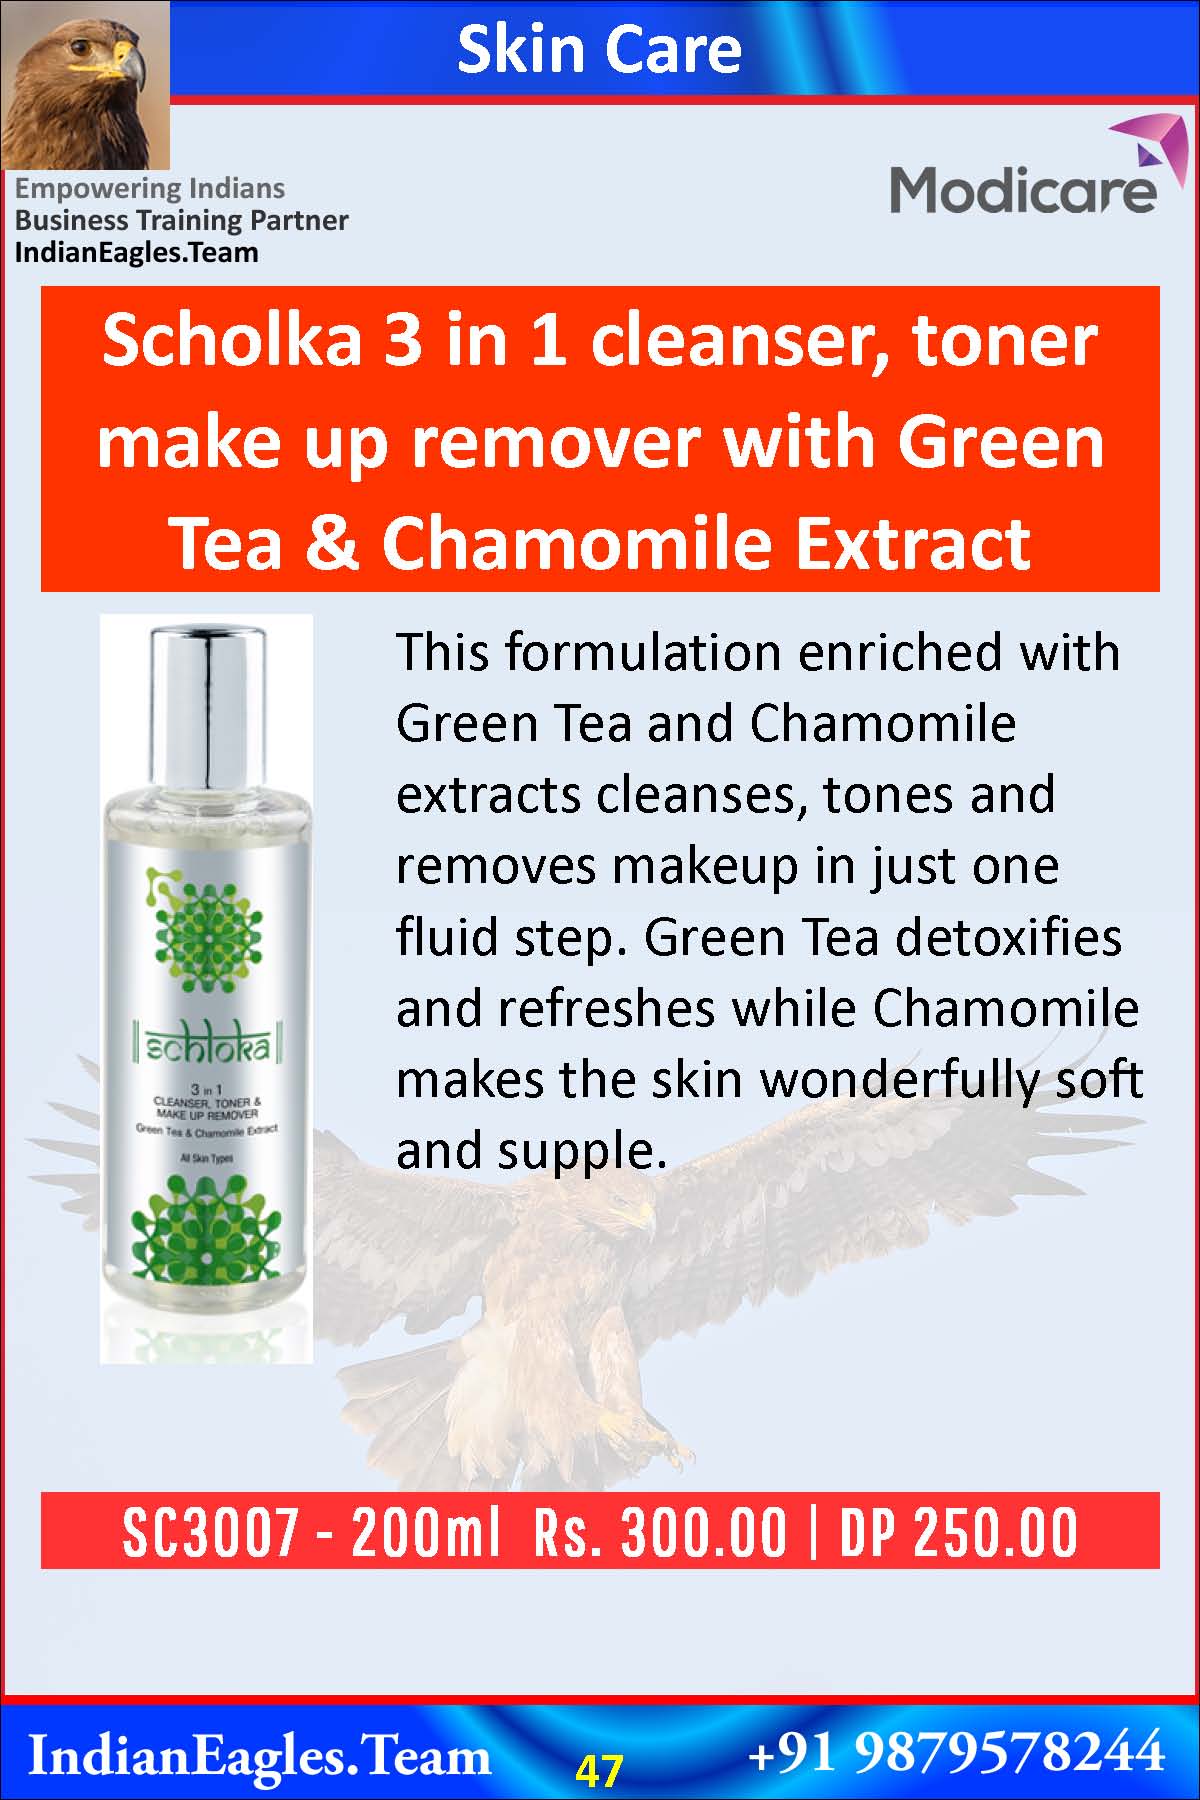 Skin Care
Modicare
Empowering Indians
Business Training Partner
IndianEagles.Team
Scholka 3 in 1 cleanser, toner
make up remover with Green
Tea & Chamomile Extract
This formulation enriched with
Green Tea and Chamomile
extracts cleanses, tones and
removes makeup in just one
fluid step. Green Tea detoxifies
and refreshes while Chamomile
makes the skin wonderfully soft
and supple.
schloka
3 in 1
CLEANSER, TONER &
MAKE UP REMOVER
Green Tea & Chamomile Extract
All Skin Types
SC3007 - 200ml Rs. 300.00 | DP 250.00
IndianEagles.Team
47
+91 9879578244